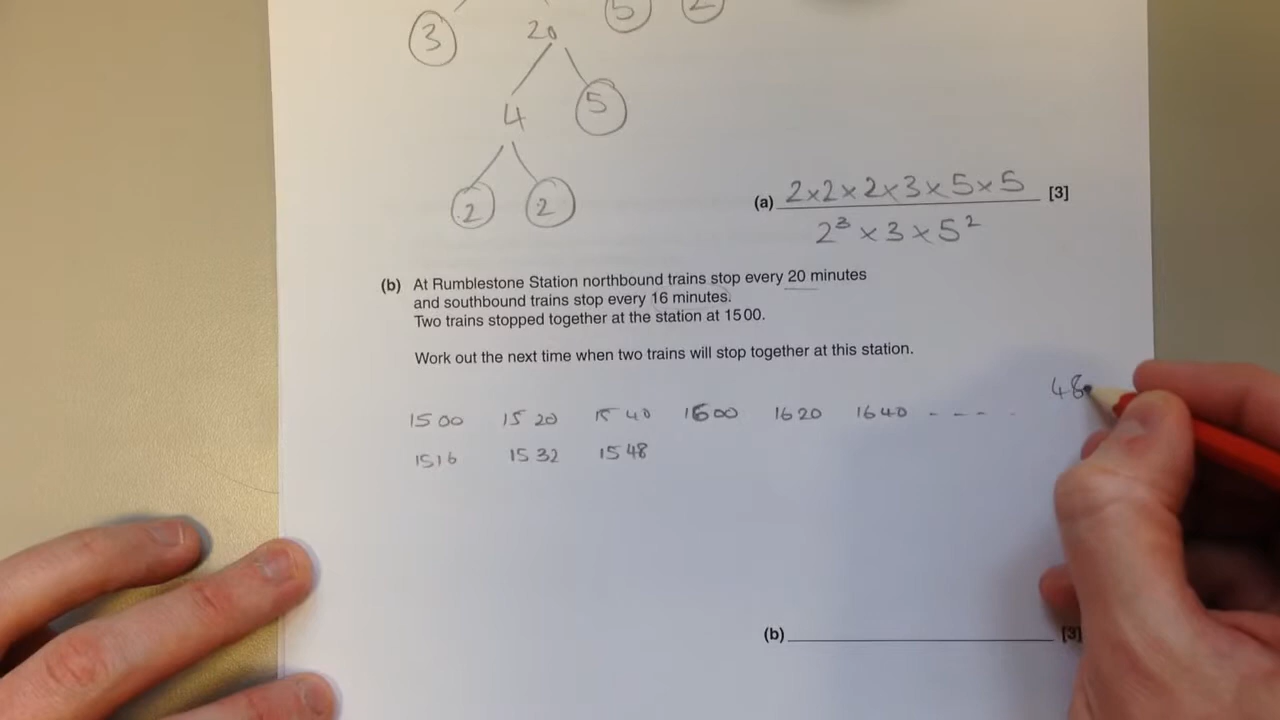 3 20 5 2
4 5
2 2
(a) 2×2×2×3×5×5 [3]
2³ × 3 × 5²
(b) At Rumblestone Station northbound trains stop every 20 minutes
and southbound trains stop every 16 minutes.
Two trains stopped together at the station at 1500.
Work out the next time when two trains will stop together at this station.
48
1500 1520 1540 1600 1620 1640 - - - -
1516 1532 1548
(b) [3]